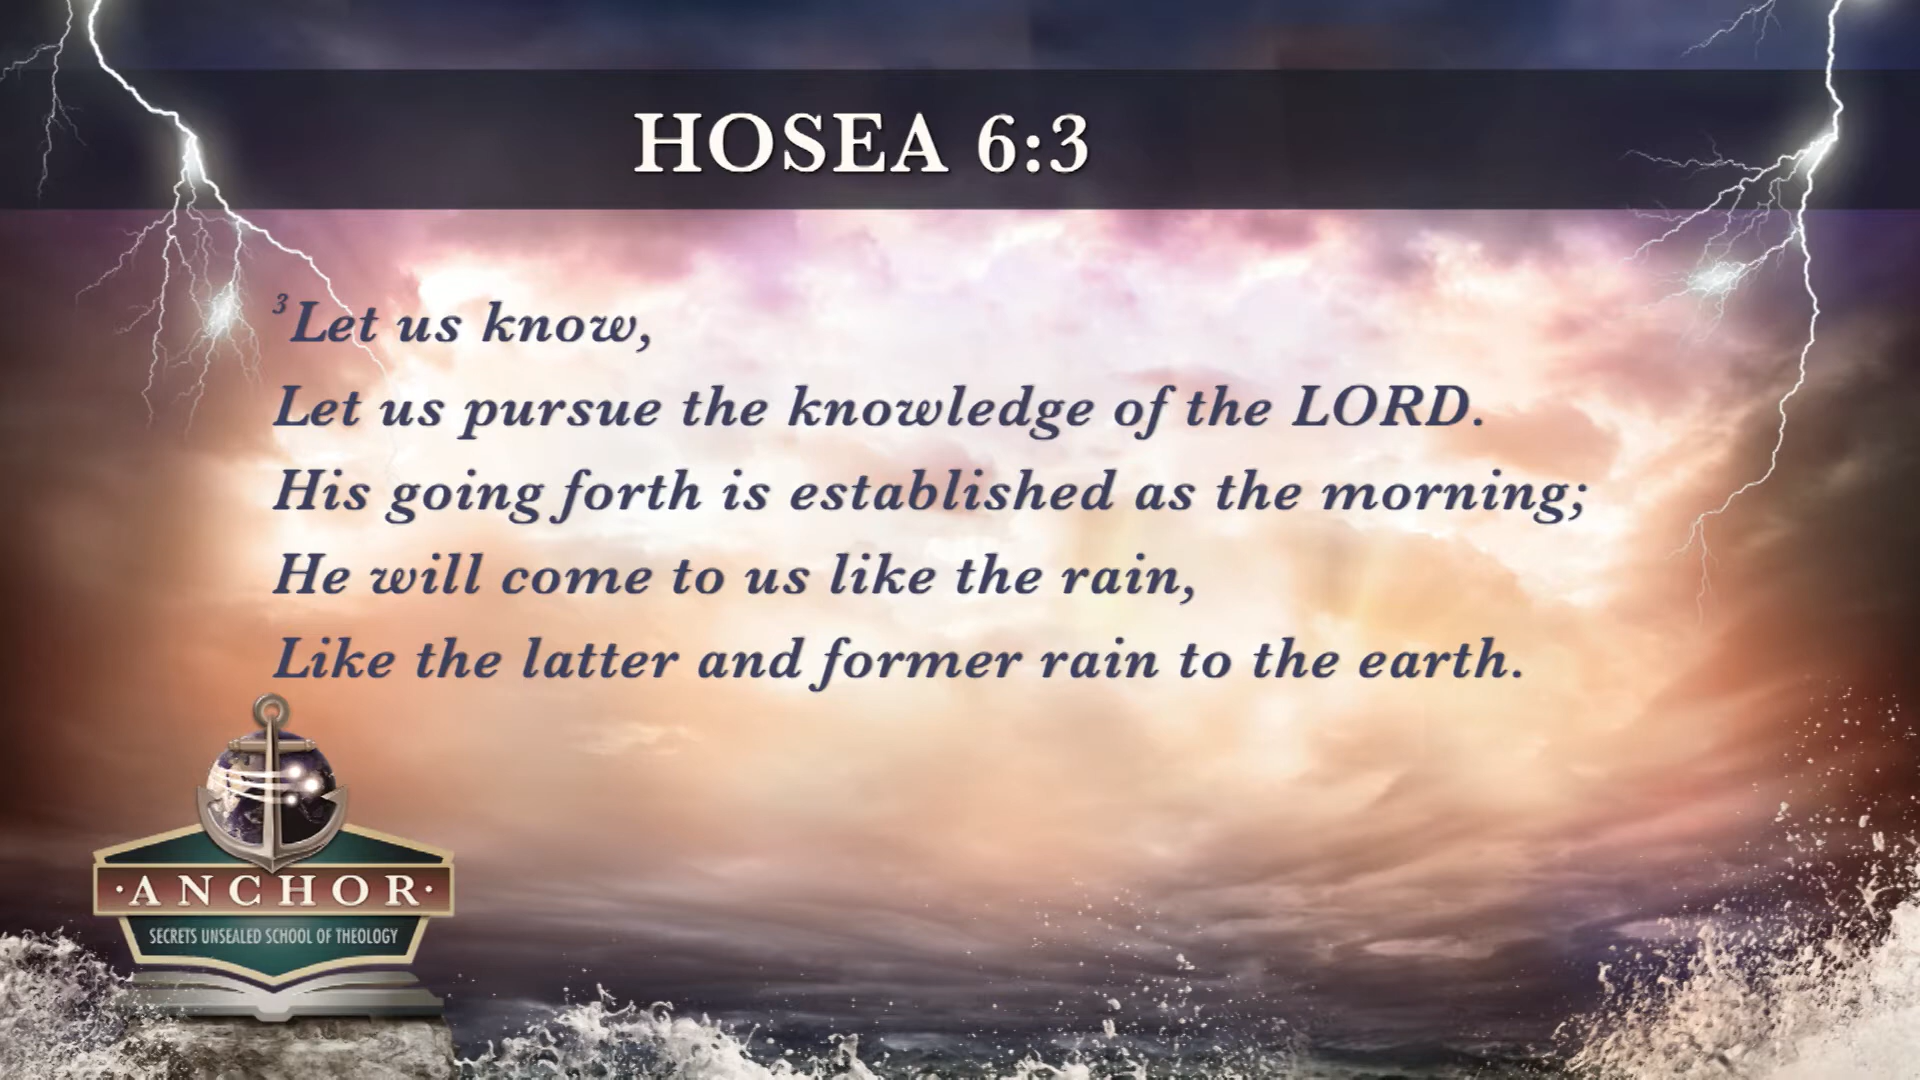 HOSEA 6:3
³Let us know,
Let us pursue the knowledge of the LORD.
His going forth is established as the morning;
He will come to us like the rain,
Like the latter and former rain to the earth.
·ANCHOR·
SECRETS UNSEALED SCHOOL OF THEOLOGY